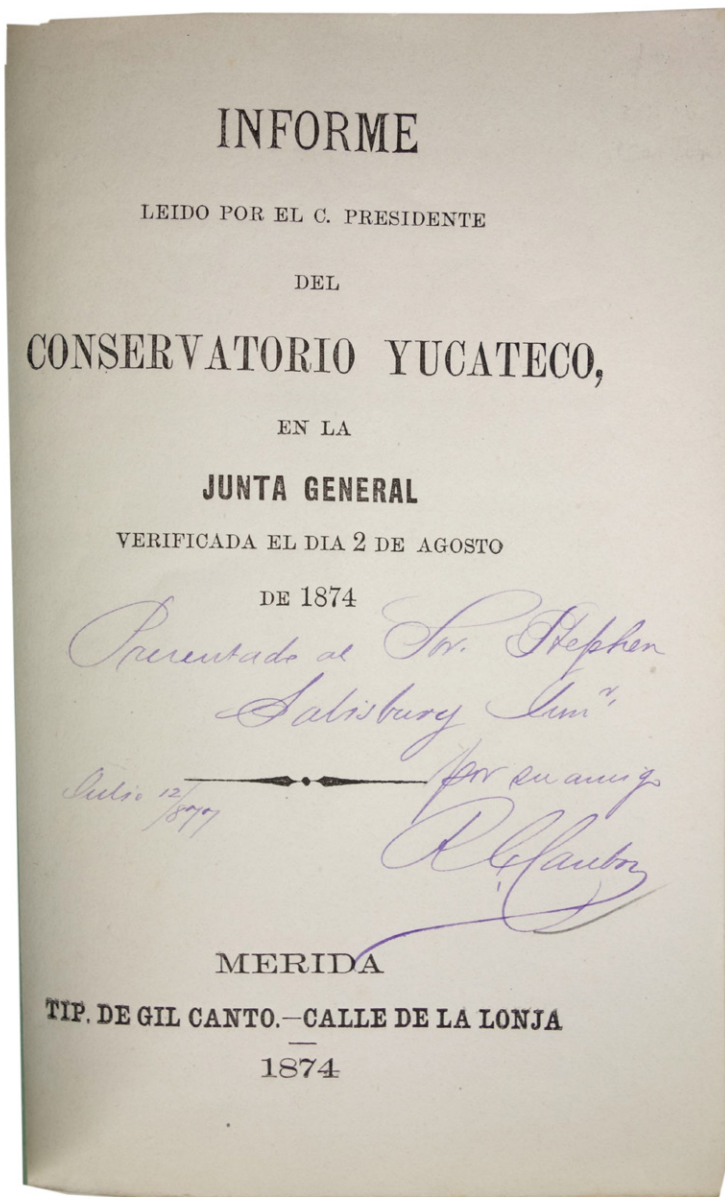 INFORME
LEIDO POR EL C. PRESIDENTE
DEL
CONSERVATORIO YUCATECO,
EN LA
JUNTA GENERAL
VERIFICADA EL DIA 2 DE AGOSTO
DE 1874
Presentado al Sor. Stephen
Salisbury Junr.
por su amigo
Julio 12/877
MERIDA
TIP. DE GIL CANTO.—CALLE DE LA LONJA
1874